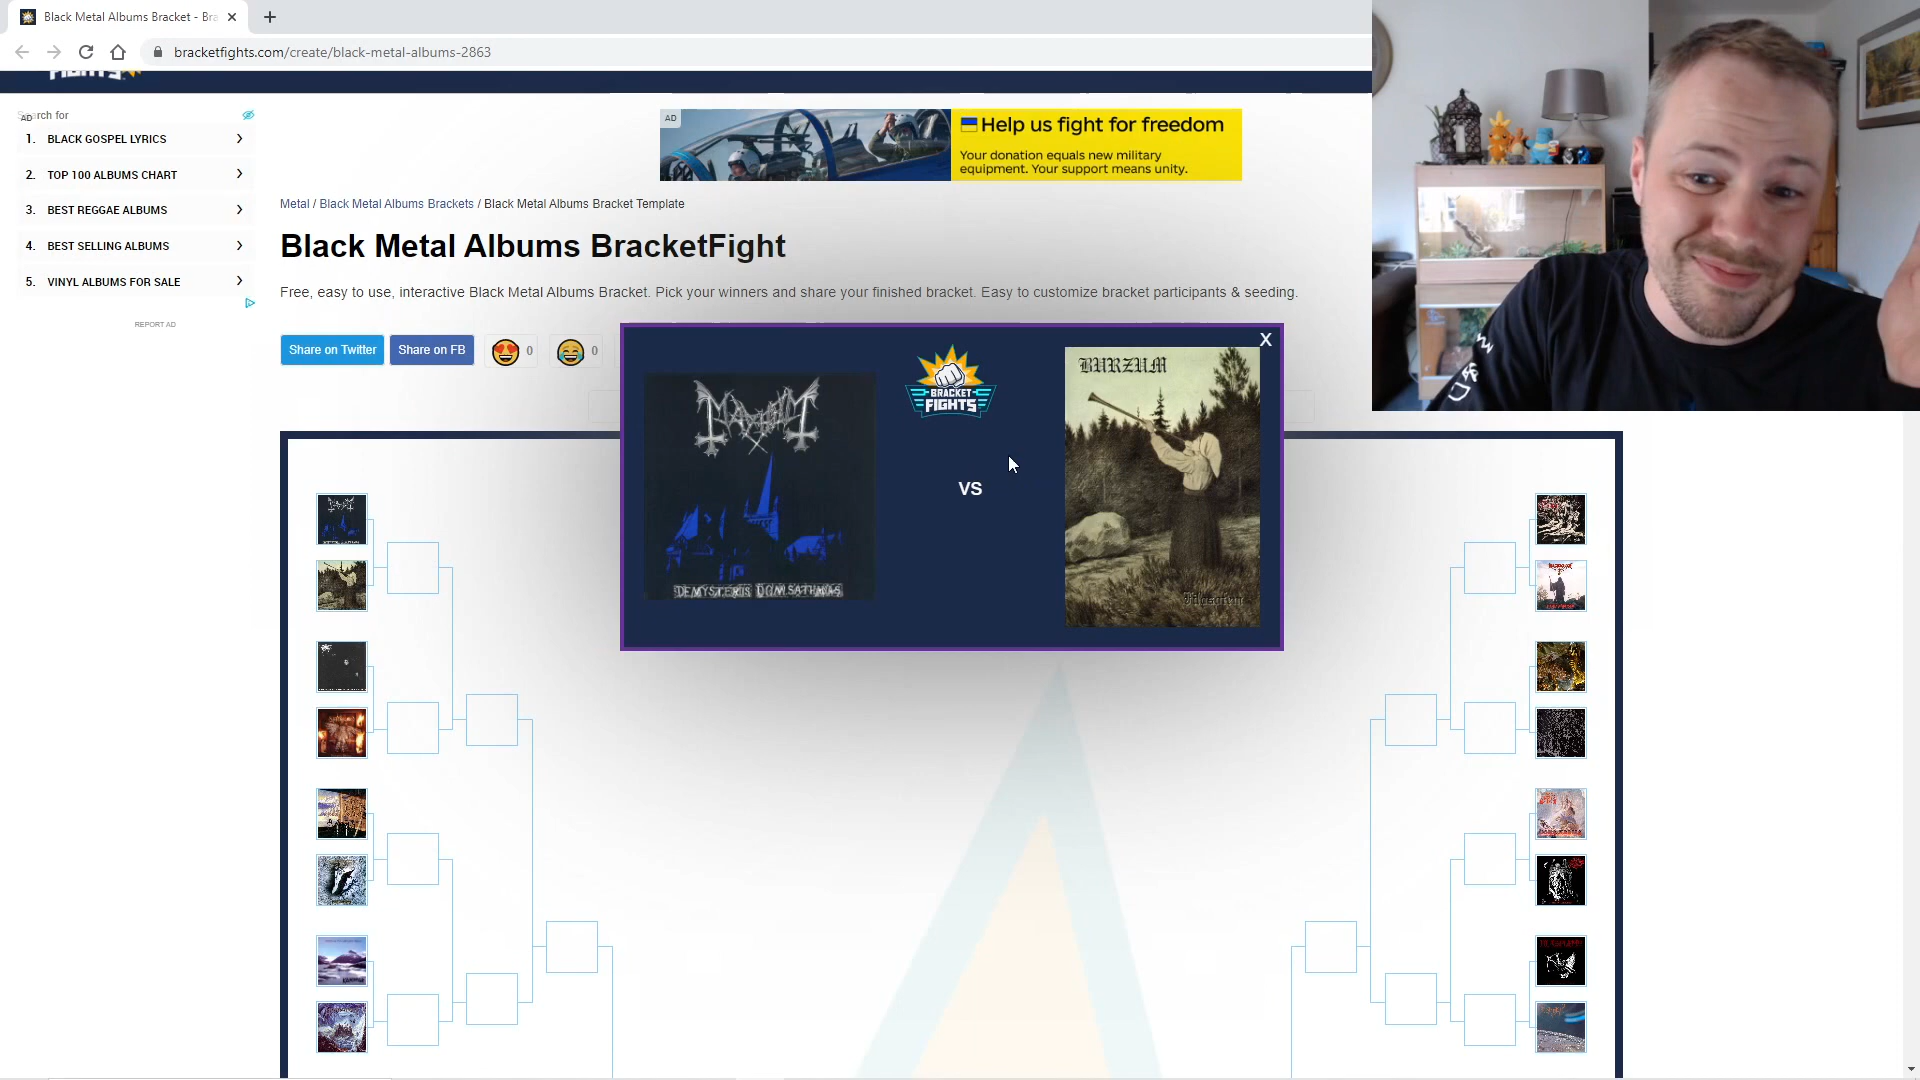 Black Metal Albums Bracket - Bra
bracketfights.com/create/black-metal-albums-2863
FIGHTS
AD
rch for
1. BLACK GOSPEL LYRICS
2. TOP 100 ALBUMS CHART
3. BEST REGGAE ALBUMS
4. BEST SELLING ALBUMS
5. VINYL ALBUMS FOR SALE
REPORT AD
AD
Help us fight for freedom
Your donation equals new military
equipment. Your support means unity.
Metal / Black Metal Albums Brackets / Black Metal Albums Bracket Template
Black Metal Albums BracketFight
Free, easy to use, interactive Black Metal Albums Bracket. Pick your winners and share your finished bracket. Easy to customize bracket participants & seeding.
Share on Twitter
Share on FB
0
0
X
MAYHEM
DE MYSTERIIS DOM SATHANAS
BRACKET
FIGHTS
VS
BURZUM
Filosofem